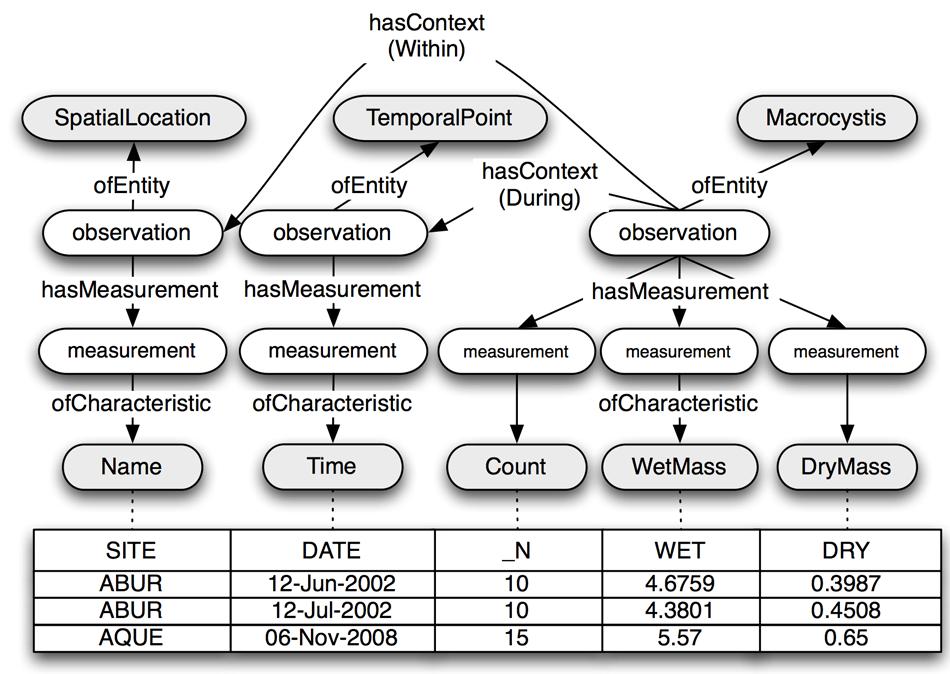 hasContext
(Within)
SpatialLocation
TemporalPoint
Macrocystis
ofEntity
ofEntity
hasContext
(During)
ofEntity
observation
observation
observation
hasMeasurement
hasMeasurement
hasMeasurement
measurement
measurement
measurement
measurement
measurement
ofCharacteristic
ofCharacteristic
ofCharacteristic
Name
Time
Count
WetMass
DryMass
SITE DATE _N WET DRY
ABUR 12-Jun-2002 10 4.6759 0.3987
ABUR 12-Jul-2002 10 4.3801 0.4508
AQUE 06-Nov-2008 15 5.57 0.65